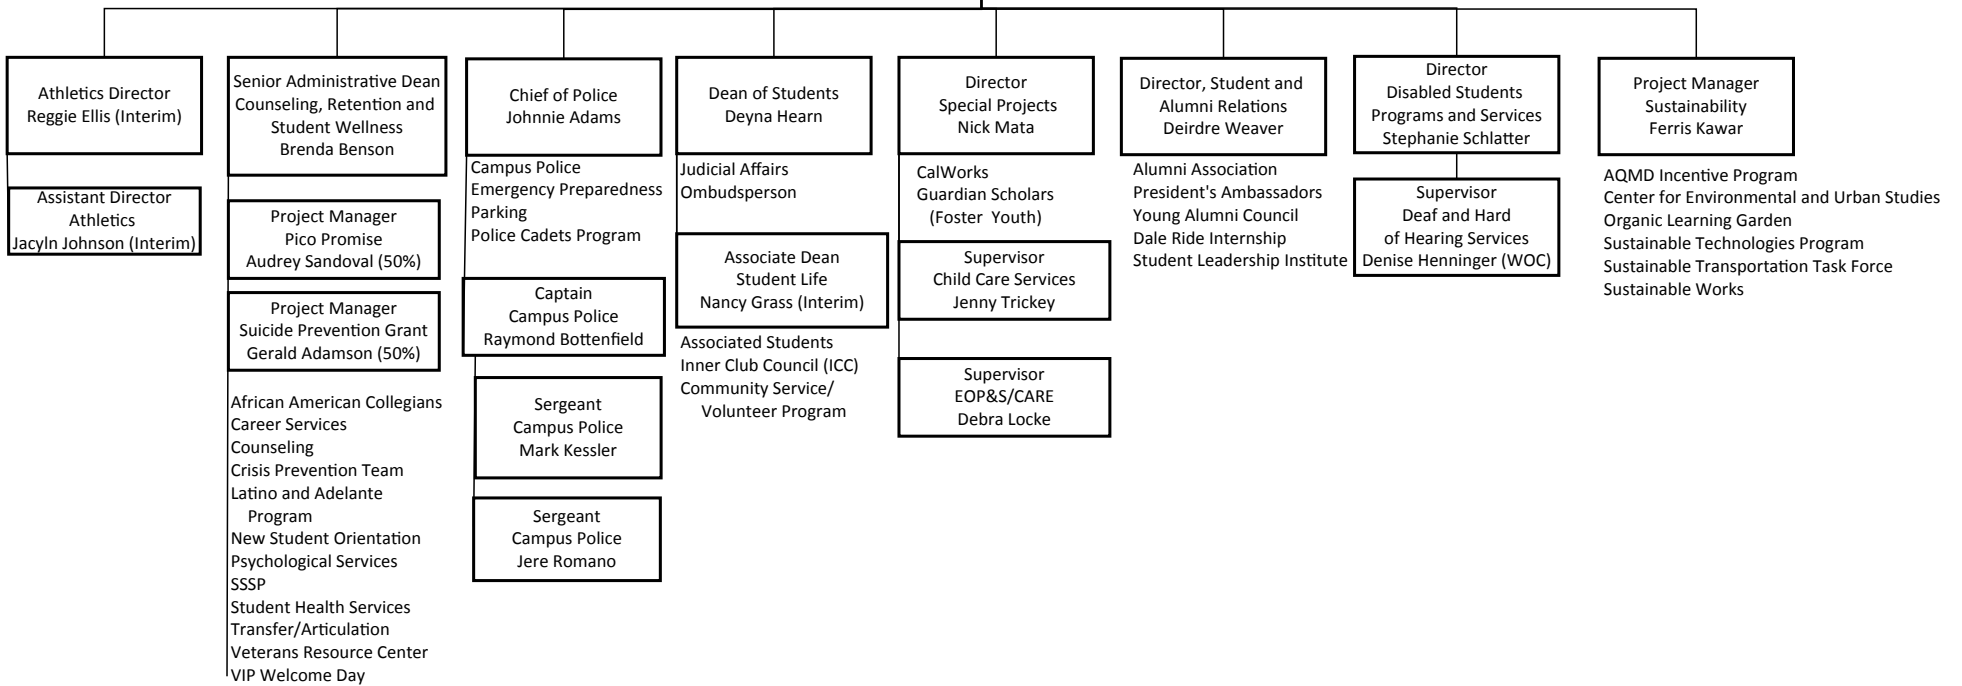 Athletics Director
Reggie Ellis (Interim)
Assistant Director
Athletics
Jacyln Johnson (Interim)
Senior Administrative Dean
Counseling, Retention and
Student Wellness
Brenda Benson
Project Manager
Pico Promise
Audrey Sandoval (50%)
Project Manager
Suicide Prevention Grant
Gerald Adamson (50%)
African American Collegians
Career Services
Counseling
Crisis Prevention Team
Latino and Adelante
Program
New Student Orientation
Psychological Services
SSSP
Student Health Services
Transfer/Articulation
Veterans Resource Center
VIP Welcome Day
Chief of Police
Johnnie Adams
Campus Police
Emergency Preparedness
Parking
Police Cadets Program
Captain
Campus Police
Raymond Bottenfield
Sergeant
Campus Police
Mark Kessler
Sergeant
Campus Police
Jere Romano
Dean of Students
Deyna Hearn
Judicial Affairs
Ombudsperson
Associate Dean
Student Life
Nancy Grass (Interim)
Associated Students
Inner Club Council (ICC)
Community Service/
Volunteer Program
Director
Special Projects
Nick Mata
CalWorks
Guardian Scholars
(Foster Youth)
Supervisor
Child Care Services
Jenny Trickey
Supervisor
EOP&S/CARE
Debra Locke
Director, Student and
Alumni Relations
Deirdre Weaver
Alumni Association
President's Ambassadors
Young Alumni Council
Dale Ride Internship
Student Leadership Institute
Director
Disabled Students
Programs and Services
Stephanie Schlatter
Supervisor
Deaf and Hard
of Hearing Services
Denise Henninger (WOC)
Project Manager
Sustainability
Ferris Kawar
AQMD Incentive Program
Center for Environmental and Urban Studies
Organic Learning Garden
Sustainable Technologies Program
Sustainable Transportation Task Force
Sustainable Works